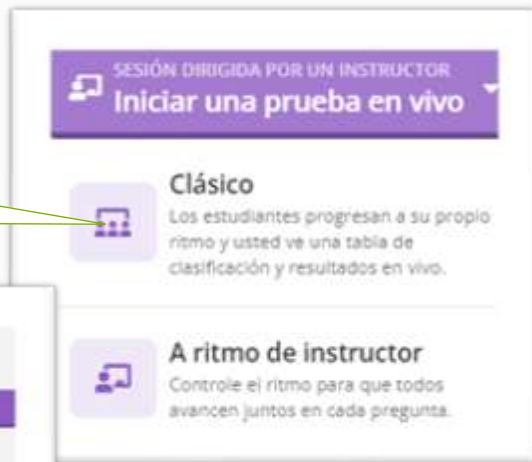 SESIÓN DIRIGIDA POR UN INSTRUCTOR
Iniciar una prueba en vivo
Clásico
Los estudiantes progresan a su propio
ritmo y usted ve una tabla de
clasificación y resultados en vivo.
A ritmo de instructor
Controle el ritmo para que todos
avancen juntos en cada pregunta.